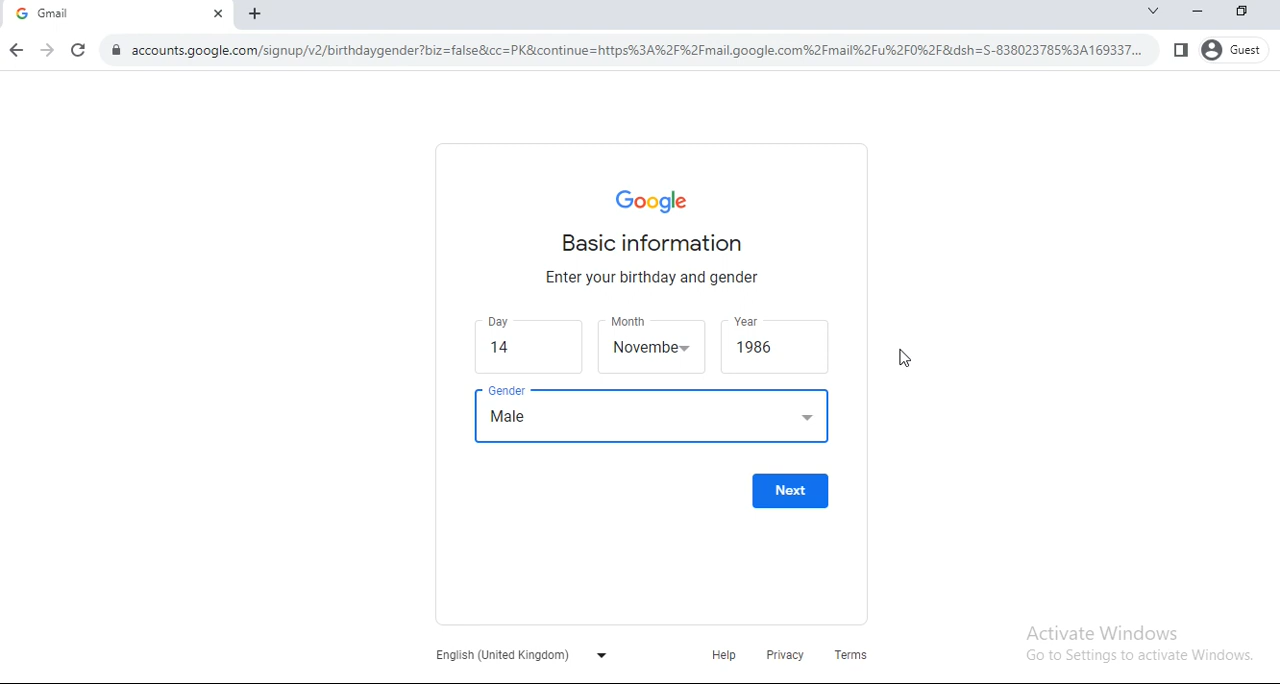 Gmail
accounts.google.com/signup/v2/birthdaygender?biz=false&cc=PK&continue=https%3A%2F%2Fmail.google.com%2Fmail%2Fu%2F0%2F&dsh=S-838023785%3A169337...
Guest
Google
Basic information
Enter your birthday and gender
Day Month Year
14 Novembe 1986
Gender
Male
Next
English (United Kingdom) Help Privacy Terms
Activate Windows
Go to Settings to activate Windows.